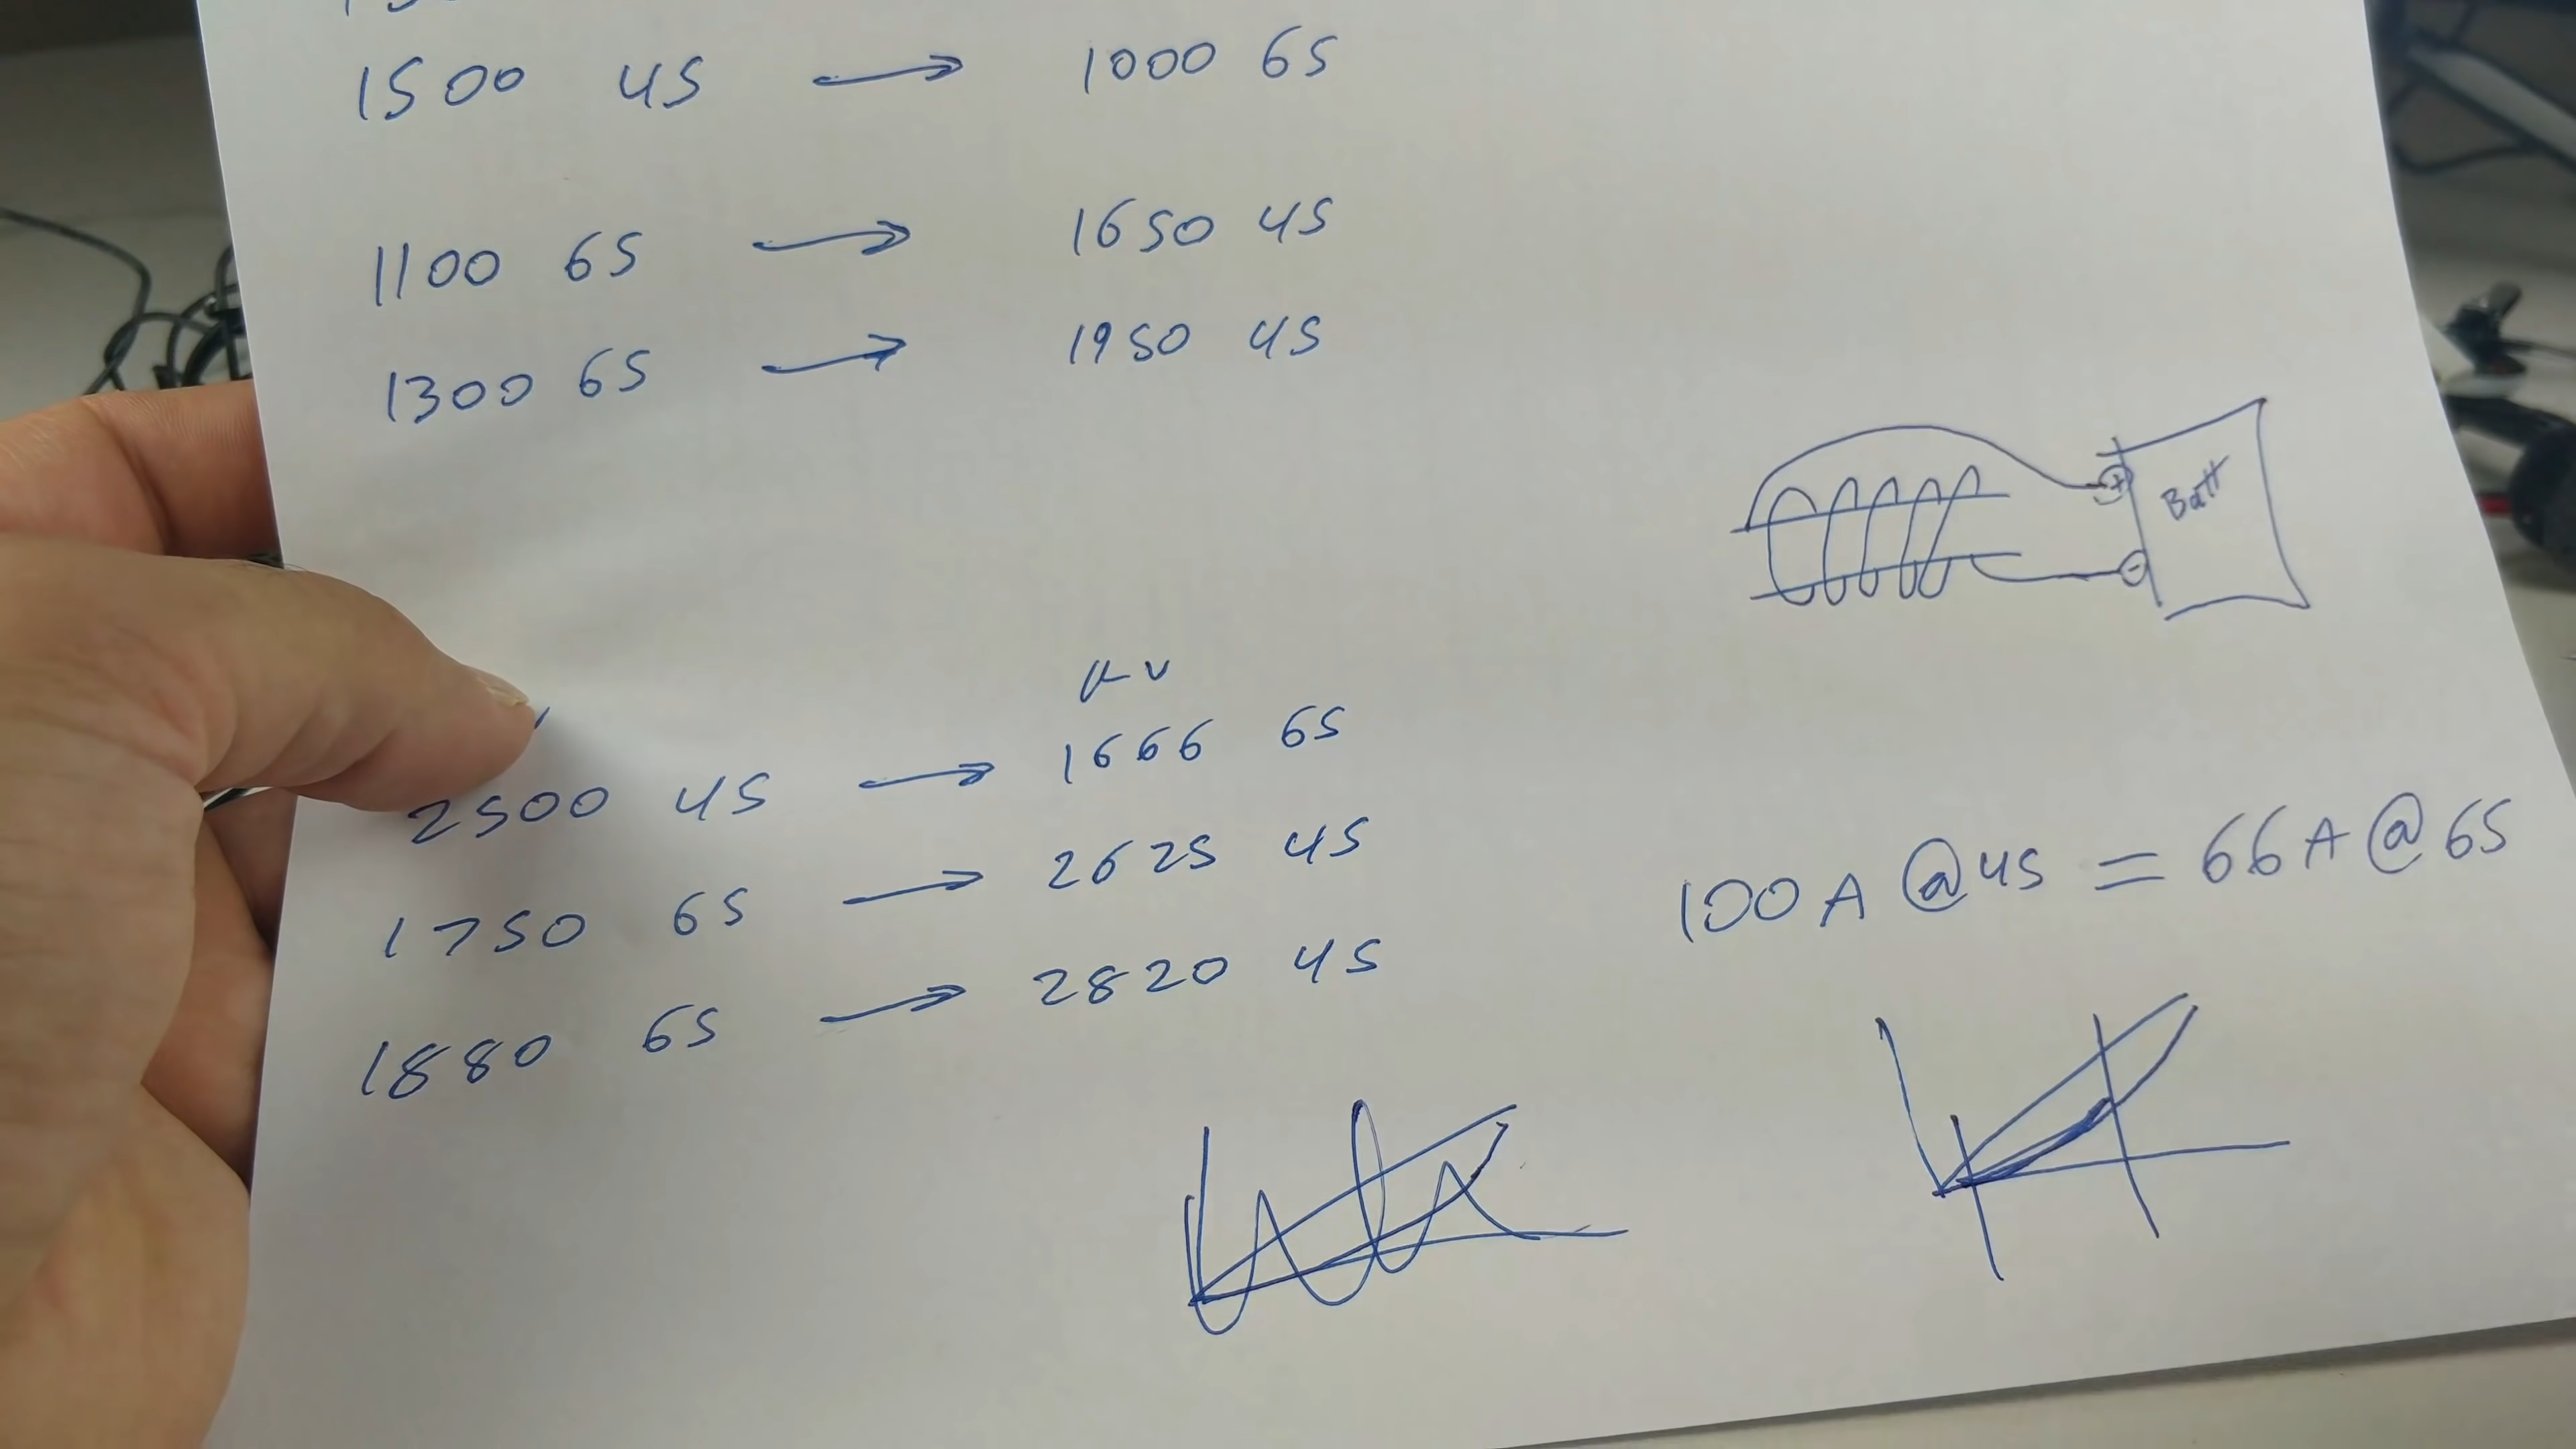 1500 4S → 1000 6S
1100 6S → 1650 4S
1300 6S → 1950 4S
Batt
+
-
KV
2500 4S → 1666 6S
1750 6S → 2625 4S
1880 6S → 2820 4S
100A @4S = 66A @ 6S